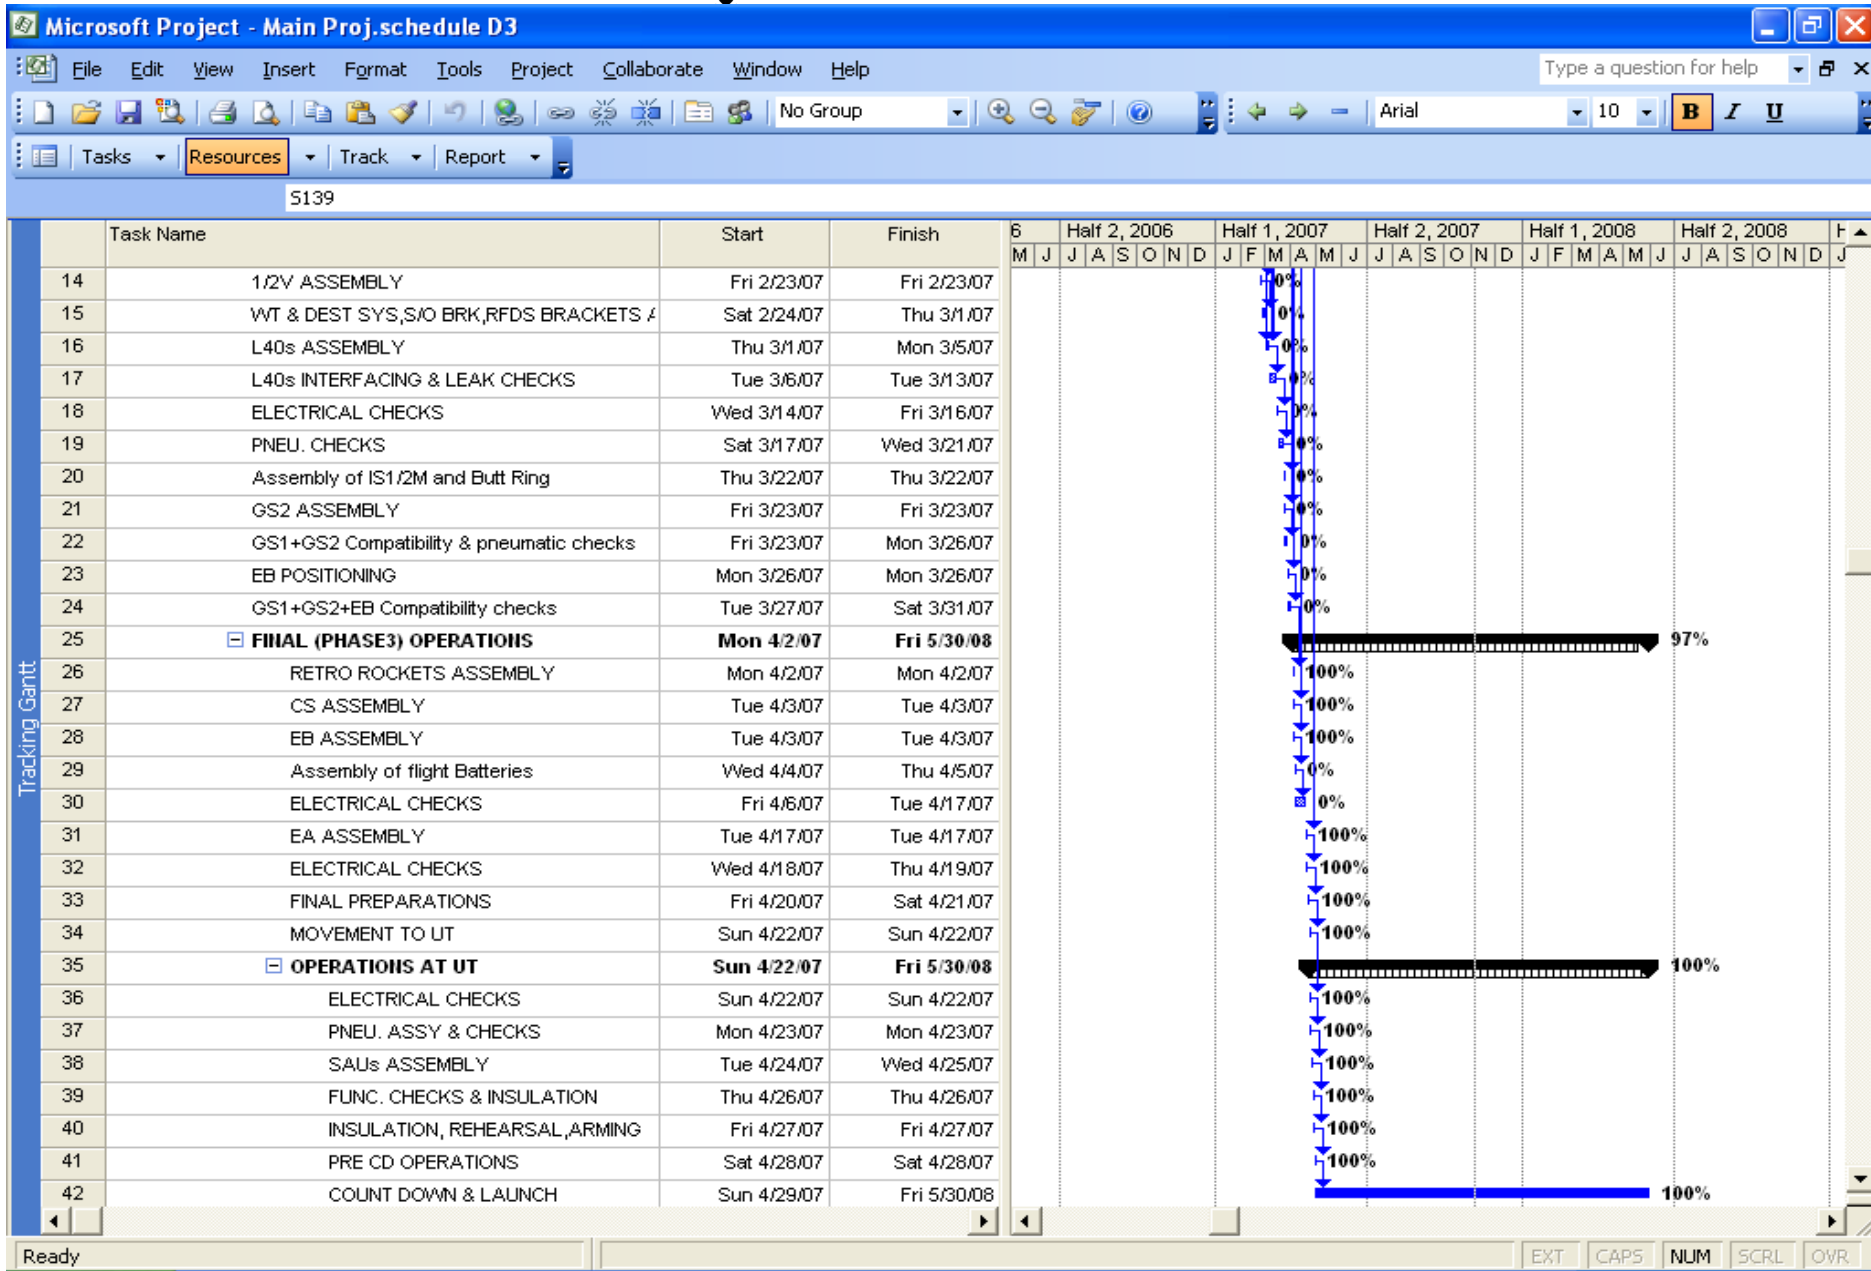 Microsoft Project - Main Proj.schedule D3
File Edit View Insert Format Tools Project Collaborate Window Help Type a question for help
No Group Arial 10 B I U
Tasks Resources Track Report
S139
Task Name Start Finish 6 Half 2, 2006 Half 1, 2007 Half 2, 2007 Half 1, 2008 Half 2, 2008 H
M J J A S O N D J F M A M J J A S O N D J F M A M J J A S O N D J
14 1/2V ASSEMBLY Fri 2/23/07 Fri 2/23/07 0%
15 WT & DEST SYS,S/O BRK,RFDS BRACKETS A Sat 2/24/07 Thu 3/1/07 0%
16 L40s ASSEMBLY Thu 3/1/07 Mon 3/5/07 0%
17 L40s INTERFACING & LEAK CHECKS Tue 3/6/07 Tue 3/13/07 0%
18 ELECTRICAL CHECKS Wed 3/14/07 Fri 3/16/07 0%
19 PNEU. CHECKS Sat 3/17/07 Wed 3/21/07 0%
20 Assembly of IS1/2M and Butt Ring Thu 3/22/07 Thu 3/22/07 0%
21 GS2 ASSEMBLY Fri 3/23/07 Fri 3/23/07 0%
22 GS1+GS2 Compatibility & pneumatic checks Fri 3/23/07 Mon 3/26/07 0%
23 EB POSITIONING Mon 3/26/07 Mon 3/26/07 0%
24 GS1+GS2+EB Compatibility checks Tue 3/27/07 Sat 3/31/07 0%
25 FINAL (PHASE3) OPERATIONS Mon 4/2/07 Fri 5/30/08 97%
26 RETRO ROCKETS ASSEMBLY Mon 4/2/07 Mon 4/2/07 100%
27 CS ASSEMBLY Tue 4/3/07 Tue 4/3/07 100%
28 EB ASSEMBLY Tue 4/3/07 Tue 4/3/07 100%
29 Assembly of flight Batteries Wed 4/4/07 Thu 4/5/07 0%
30 ELECTRICAL CHECKS Fri 4/6/07 Tue 4/17/07 0%
31 EA ASSEMBLY Tue 4/17/07 Tue 4/17/07 100%
32 ELECTRICAL CHECKS Wed 4/18/07 Thu 4/19/07 100%
33 FINAL PREPARATIONS Fri 4/20/07 Sat 4/21/07 100%
34 MOVEMENT TO UT Sun 4/22/07 Sun 4/22/07 100%
35 OPERATIONS AT UT Sun 4/22/07 Fri 5/30/08 100%
36 ELECTRICAL CHECKS Sun 4/22/07 Sun 4/22/07 100%
37 PNEU. ASSY & CHECKS Mon 4/23/07 Mon 4/23/07 100%
38 SAUs ASSEMBLY Tue 4/24/07 Wed 4/25/07 100%
39 FUNC. CHECKS & INSULATION Thu 4/26/07 Thu 4/26/07 100%
40 INSULATION, REHEARSAL,ARMING Fri 4/27/07 Fri 4/27/07 100%
41 PRE CD OPERATIONS Sat 4/28/07 Sat 4/28/07 100%
42 COUNT DOWN & LAUNCH Sun 4/29/07 Fri 5/30/08 100%
Tracking Gantt
Ready EXT CAPS NUM SCRL OVR